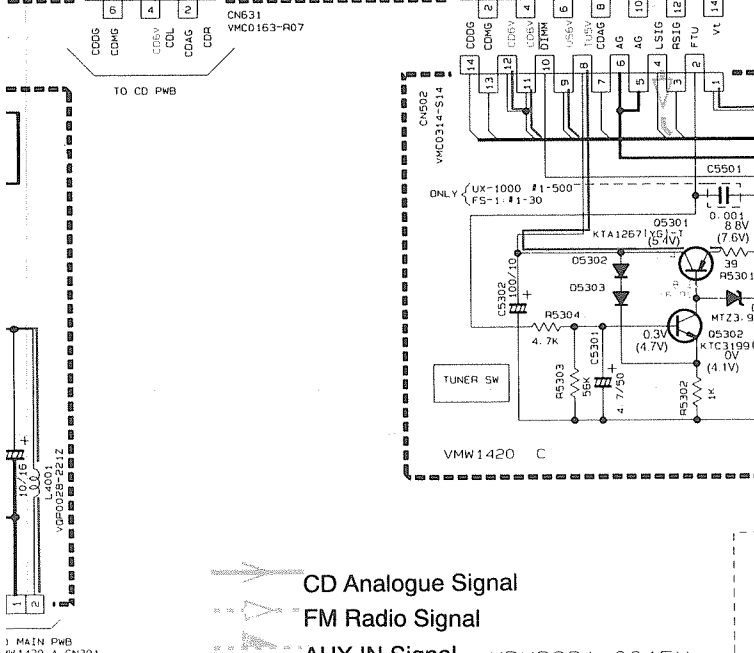 6 4 2
CDDG
CDMG
CD6V
CDL
CDAG
CDR
CN631
VMC0163-R07
TO CD PWB
2 4 6 8 10 12 14
CDDG
CDMG
CD6V
CD6V
DIMM
US6V
TU5V
CDAG
AG
AG
LSIG
RSIG
FTU
Vt
14 13 12 11 10 9 8 7 6 5 4 3 2 1
CN502
VMC0314-S14
C5501
ONLY { UX-1000 #1-500
FS-1: #1-30
0.001
Q5301
KTA1267(YG)-T
8.8V
(7.6V)
(5.4V)
D5302
39
R5301
D5303
C5302
100/10
+
MTZ3.9
R5304
4.7K
0.3V
(4.7V)
Q5302
KTC3199(
0V
(4.1V)
C5301
4.7/50
+
R5303
56K
R5302
1K
TUNER SW
VMW1420 C
+
10/16
L4001
VQP0028-221Z
1 2
CD Analogue Signal
FM Radio Signal
AUX IN Signal
MAIN PWB